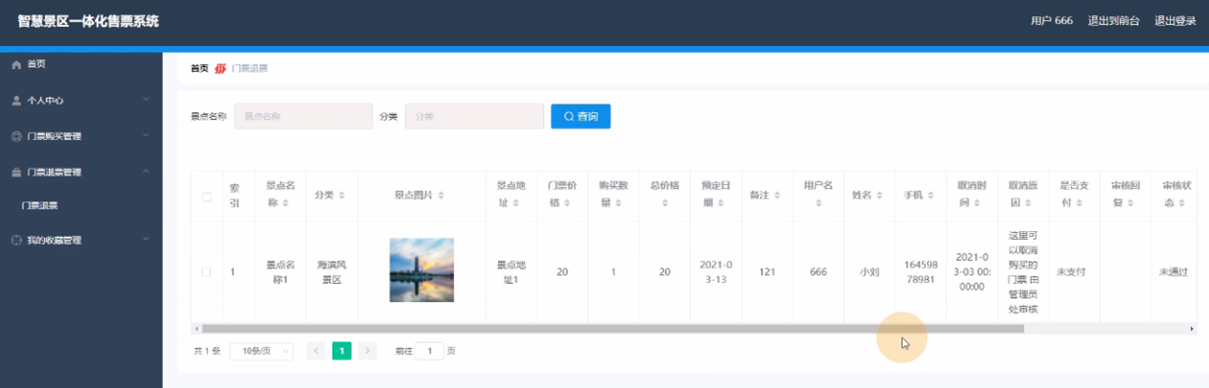 智慧景区一体化售票系统
用户 666 退出到前台 退出登录
首页
个人中心
门票购买管理
门票退票管理
门票退票
我的收藏管理
首页 门票退票
景点名称 景点名称 分类 分类 查询
索引 景点名称 分类 景点图片 景点地址 门票价格 购买数量 总价格 预定日期 备注 用户名 姓名 手机 取消时间 取消原因 是否支付 审核回复 审核状态
1 景点名称1 海滨风景区 景点地址1 20 1 20 2021-03-13 121 666 小刘 16459878981 2021-03-03 00:00:00 这里可以取消购买的门票 由管理员处审核 未支付 未通过
共 1 条 10条/页 1 前往 1 页